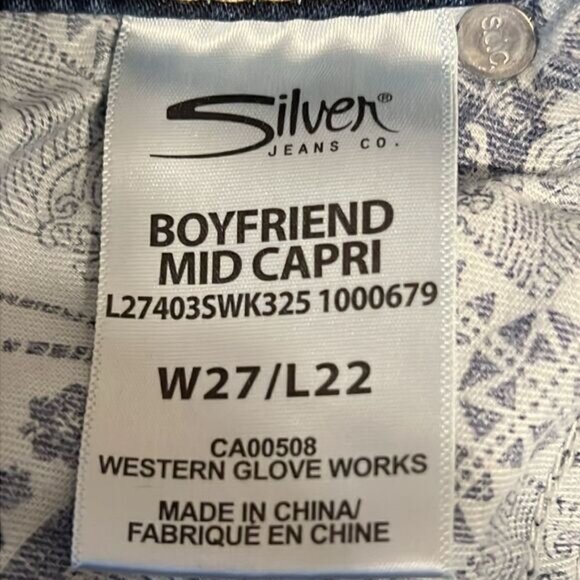 Silver®
JEANS CO.
BOYFRIEND
MID CAPRI
L27403SWK325 1000679
W27/L22
CA00508
WESTERN GLOVE WORKS
MADE IN CHINA/
FABRIQUÉ EN CHINE